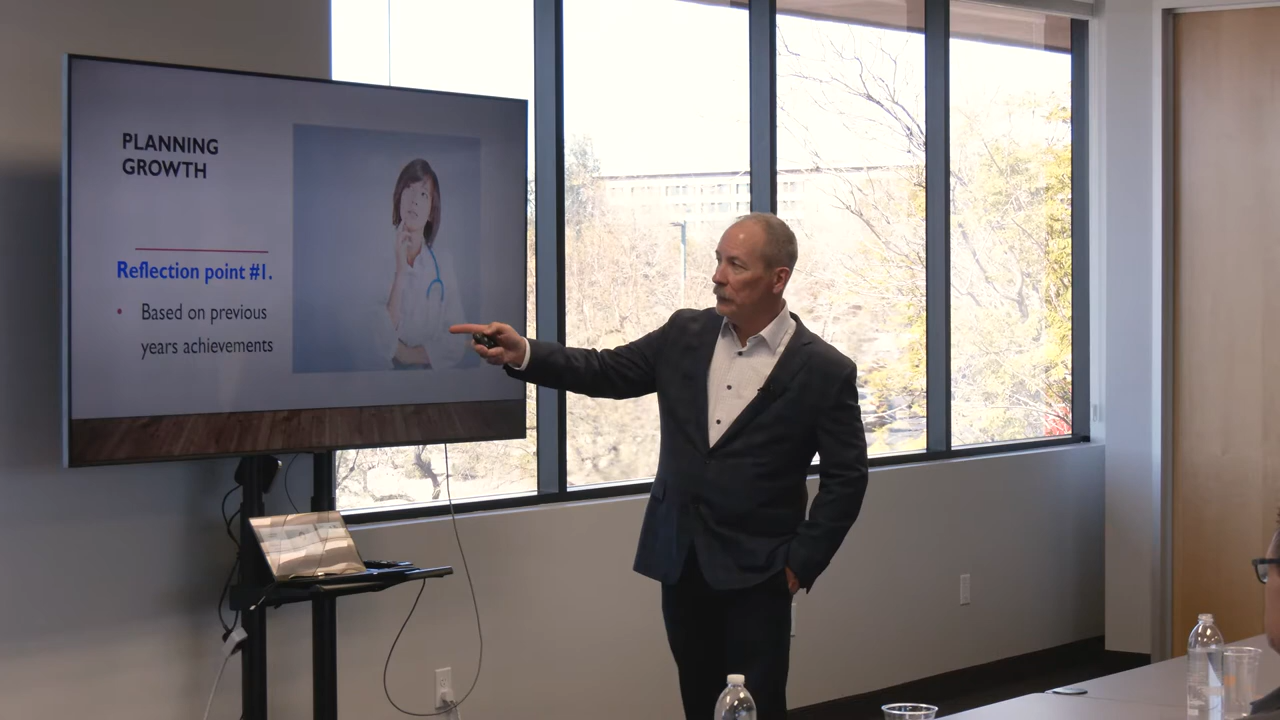 PLANNING
GROWTH
Reflection point #1.
• Based on previous
years achievements